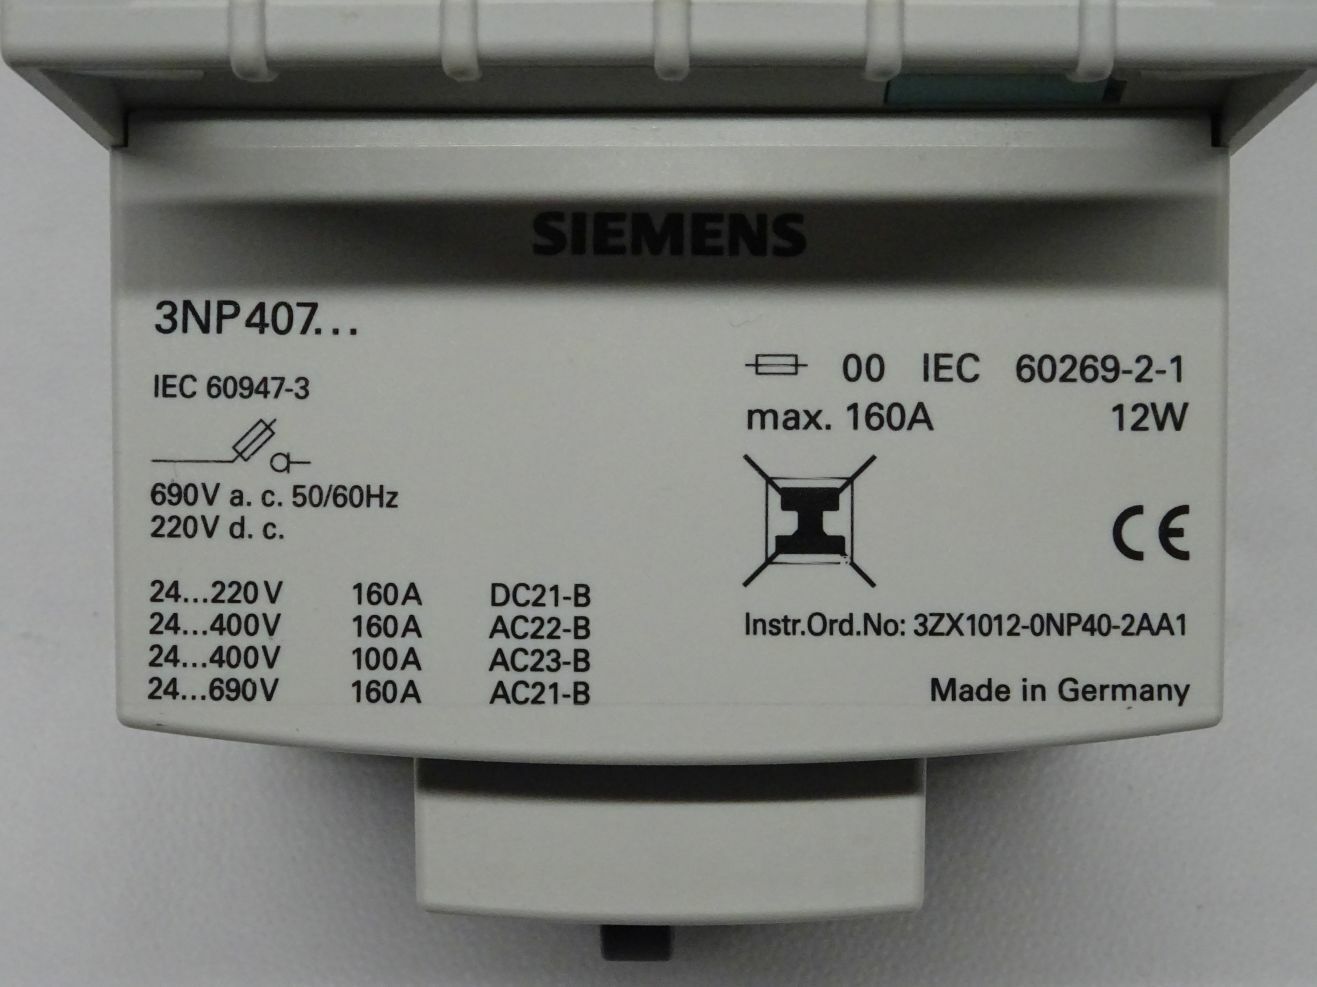 SIEMENS
3NP407...
IEC 60947-3
690V a. c. 50/60Hz
220V d. c.
24...220V 160A DC21-B
24...400V 160A AC22-B
24...400V 100A AC23-B
24...690V 160A AC21-B
00 IEC 60269-2-1
max. 160A 12W
CE
Instr.Ord.No: 3ZX1012-0NP40-2AA1
Made in Germany